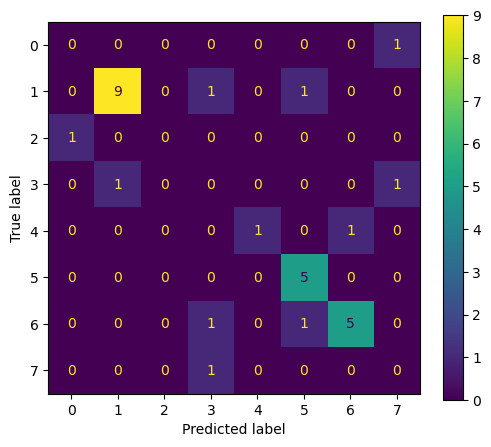 True label
0 0 0 0 0 0 0 0 1
1 0 9 0 1 0 1 0 0
2 1 0 0 0 0 0 0 0
3 0 1 0 0 0 0 0 1
4 0 0 0 0 1 0 1 0
5 0 0 0 0 0 5 0 0
6 0 0 0 1 0 1 5 0
7 0 0 0 1 0 0 0 0
0 1 2 3 4 5 6 7
Predicted label
9
8
7
6
5
4
3
2
1
0